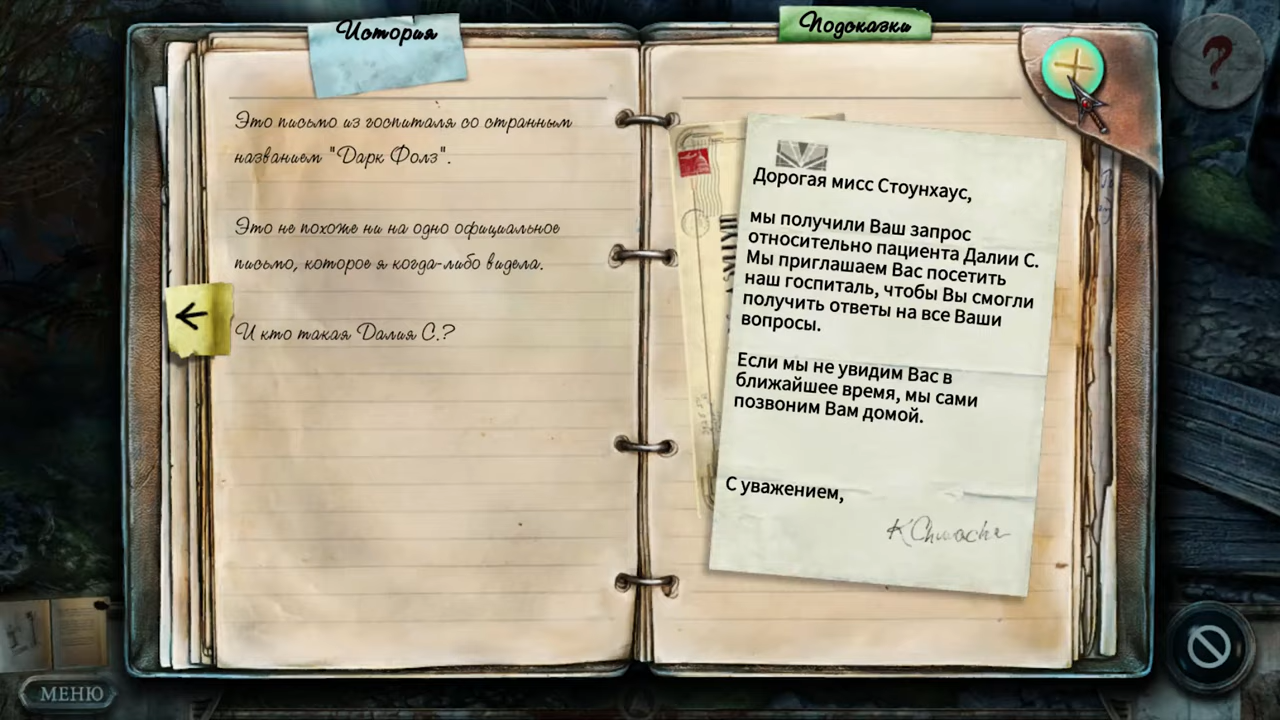 История
Это письмо из госпиталя со странным
названием "Дарк Фолз".
Это не похоже ни на одно официальное
письмо, которое я когда-либо видела.
И кто такая Далия С.?
Подсказки
Дорогая мисс Стоунхаус,
мы получили Ваш запрос
относительно пациента Далии С.
Мы приглашаем Вас посетить
наш госпиталь, чтобы Вы смогли
получить ответы на все Ваши
вопросы.
Если мы не увидим Вас в
ближайшее время, мы сами
позвоним Вам домой.
С уважением,
?
МЕНЮ